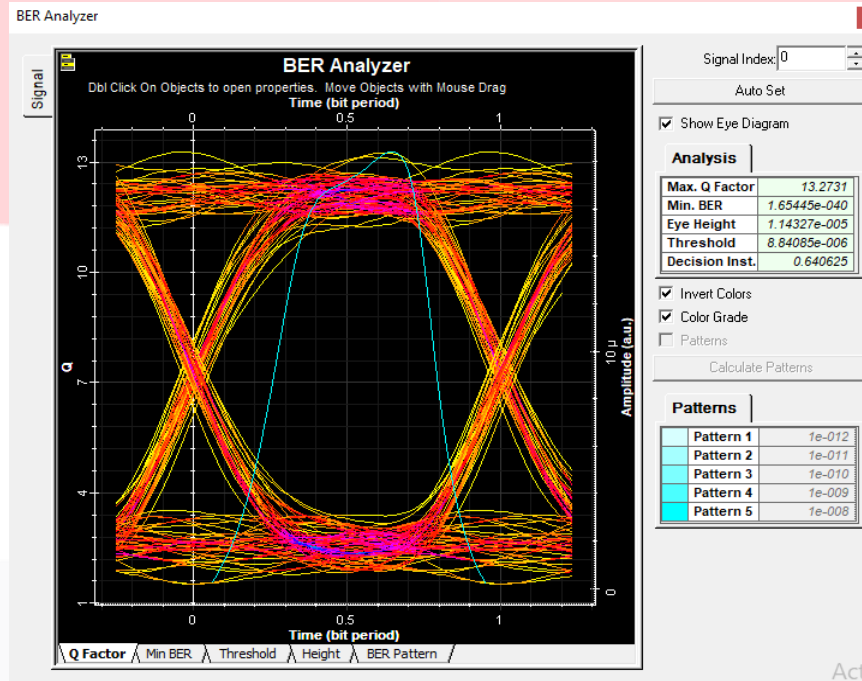 BER Analyzer
Signal
BER Analyzer
Dbl Click On Objects to open properties. Move Objects with Mouse Drag
Time (bit period)
0 0.5 1
13
10
7
4
1
Q
10 µ
0
Amplitude (a.u.)
0 0.5 1
Time (bit period)
Q Factor Min BER Threshold Height BER Pattern
Signal Index: 0
Auto Set
Show Eye Diagram
Analysis
Max. Q Factor 13.2731
Min. BER 1.65445e-040
Eye Height 1.14327e-005
Threshold 8.84085e-006
Decision Inst. 0.640625
Invert Colors
Color Grade
Patterns
Calculate Patterns
Patterns
Pattern 1 1e-012
Pattern 2 1e-011
Pattern 3 1e-010
Pattern 4 1e-009
Pattern 5 1e-008
Act